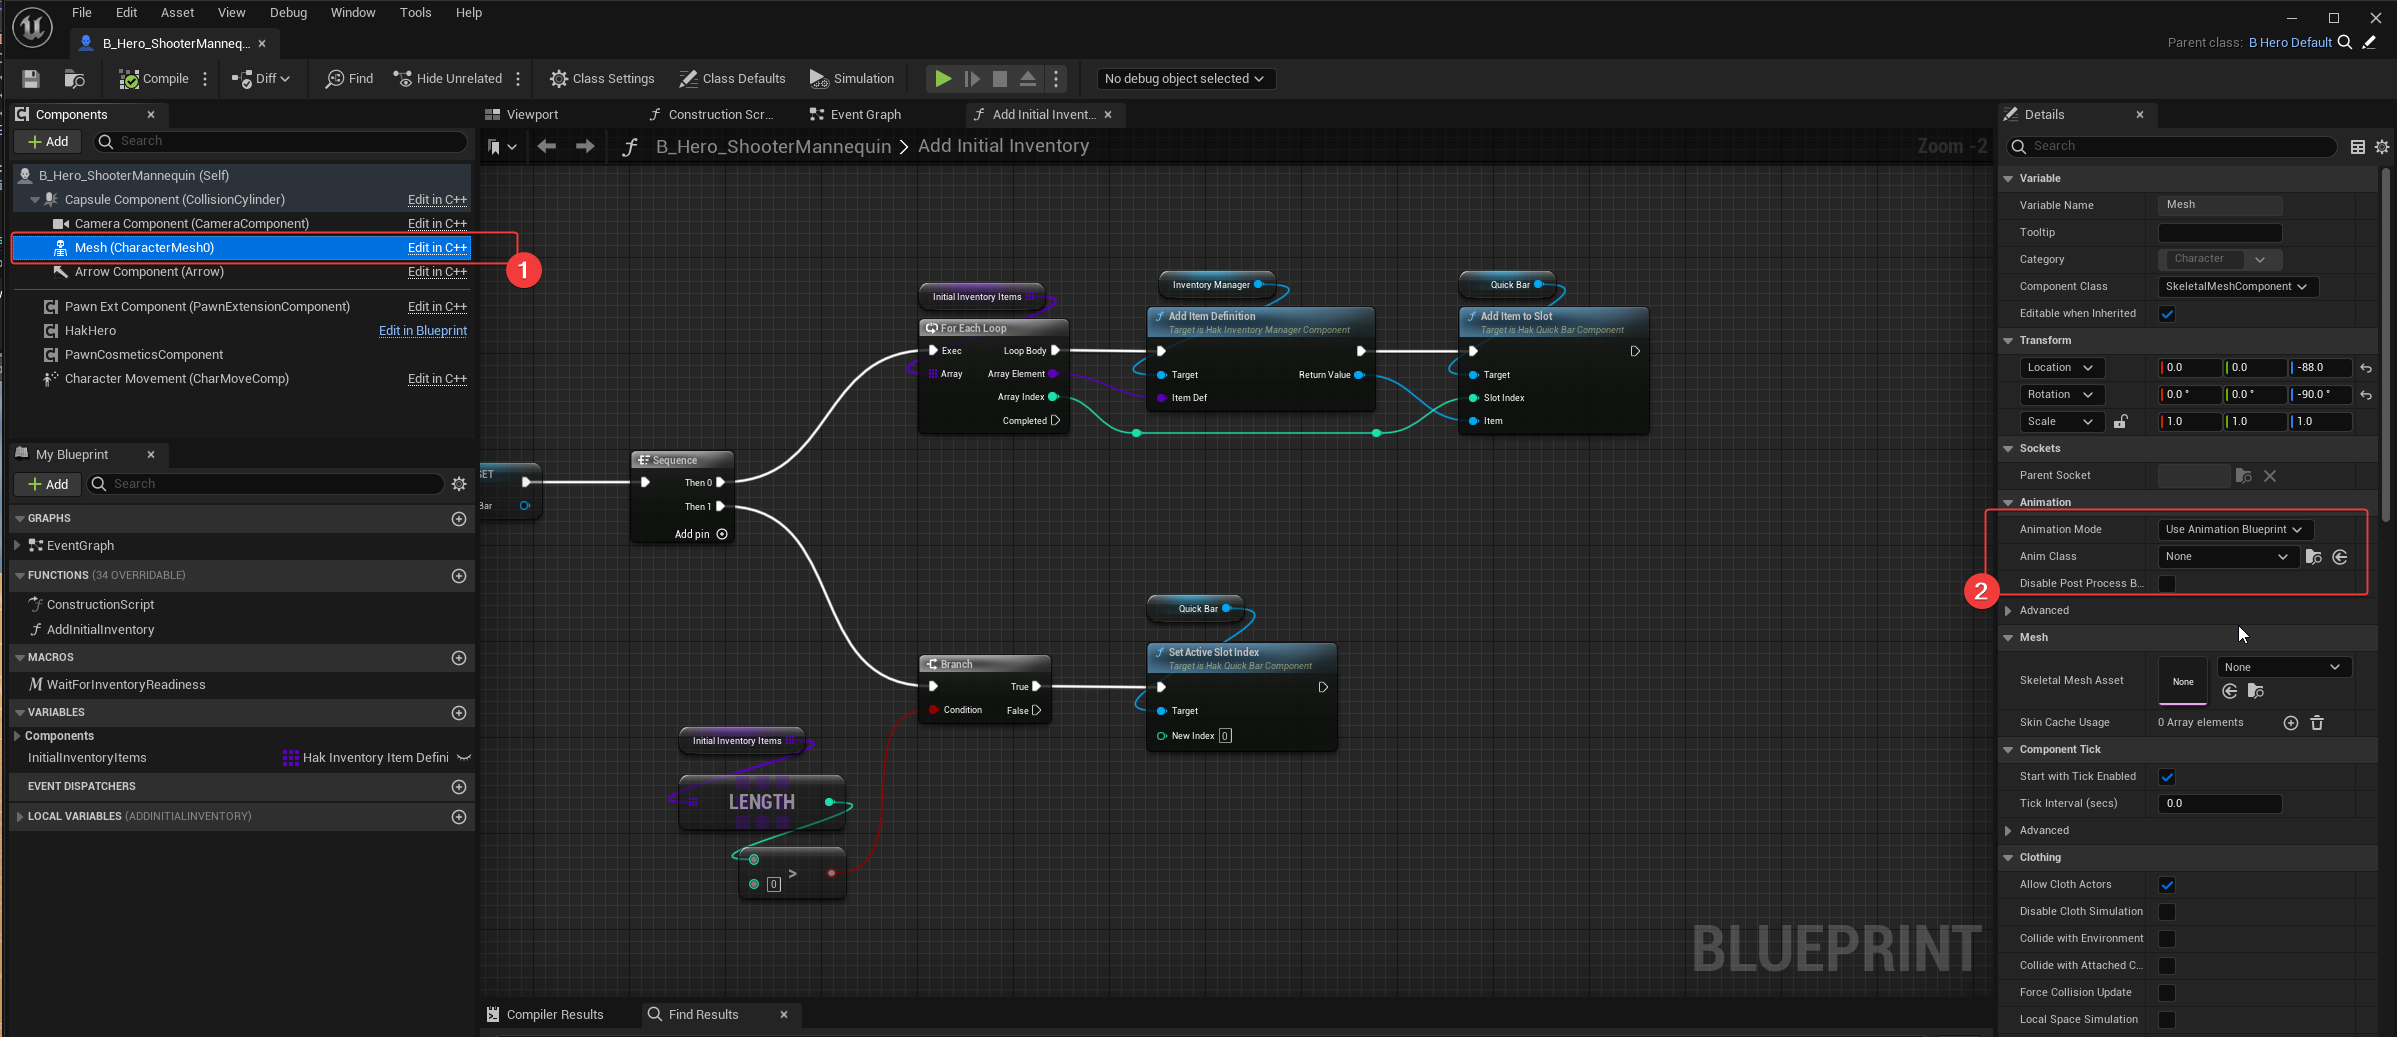 File Edit Asset View Debug Window Tools Help
B_Hero_ShooterMannequ...
Parent class: B Hero Default
Compile Diff Find Hide Unrelated Class Settings Class Defaults Simulation No debug object selected
Components
Add Search
B_Hero_ShooterMannequin (Self)
Capsule Component (CollisionCylinder) Edit in C++
Camera Component (CameraComponent) Edit in C++
Mesh (CharacterMesh0) Edit in C++
1
Arrow Component (Arrow) Edit in C++
Pawn Ext Component (PawnExtensionComponent) Edit in C++
HakHero Edit in Blueprint
PawnCosmeticsComponent
Character Movement (CharMoveComp) Edit in C++
My Blueprint
Add Search
GRAPHS
EventGraph
FUNCTIONS (34 OVERRIDABLE)
ConstructionScript
AddInitialInventory
MACROS
WaitForInventoryReadiness
VARIABLES
Components
InitialInventoryItems Hak Inventory Item Defini
EVENT DISPATCHERS
LOCAL VARIABLES (ADDINITIALINVENTORY)
Viewport Construction Scr... Event Graph Add Initial Invent...
B_Hero_ShooterMannequin > Add Initial Inventory
Zoom -2
Initial Inventory Items
For Each Loop
Exec Loop Body
Array Array Element
Array Index
Completed
Inventory Manager
Add Item Definition
Target is Hak Inventory Manager Component
Target Return Value
Item Def
Quick Bar
Add Item to Slot
Target is Hak Quick Bar Component
Target
Slot Index
Item
SET
Bar
Sequence
Then 0
Then 1
Add pin
Branch
True
Condition False
Quick Bar
Set Active Slot Index
Target is Hak Quick Bar Component
Target
New Index 0
Initial Inventory Items
LENGTH
>
0
BLUEPRINT
Compiler Results Find Results
Details
Search
Variable
Variable Name Mesh
Tooltip
Category Character
Component Class SkeletalMeshComponent
Editable when Inherited
Transform
Location 0.0 0.0 -88.0
Rotation 0.0 ° 0.0 ° -90.0 °
Scale 1.0 1.0 1.0
Sockets
Parent Socket
Animation
Animation Mode Use Animation Blueprint
Anim Class None
Disable Post Process B...
2
Advanced
Mesh
Skeletal Mesh Asset None None
Skin Cache Usage 0 Array elements
Component Tick
Start with Tick Enabled
Tick Interval (secs) 0.0
Advanced
Clothing
Allow Cloth Actors
Disable Cloth Simulation
Collide with Environment
Collide with Attached C...
Force Collision Update
Local Space Simulation